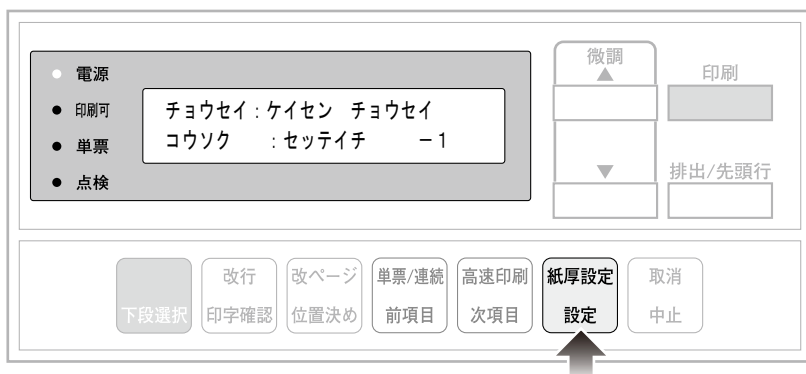 電源
印刷可
単票
点検
チョウセイ:ケイセン チョウセイ
コウソク :セッテイチ -1
微調
▲
▼
印刷
排出/先頭行
下段選択
改行
印字確認
改ページ
位置決め
単票/連続
前項目
高速印刷
次項目
紙厚設定
設定
取消
中止